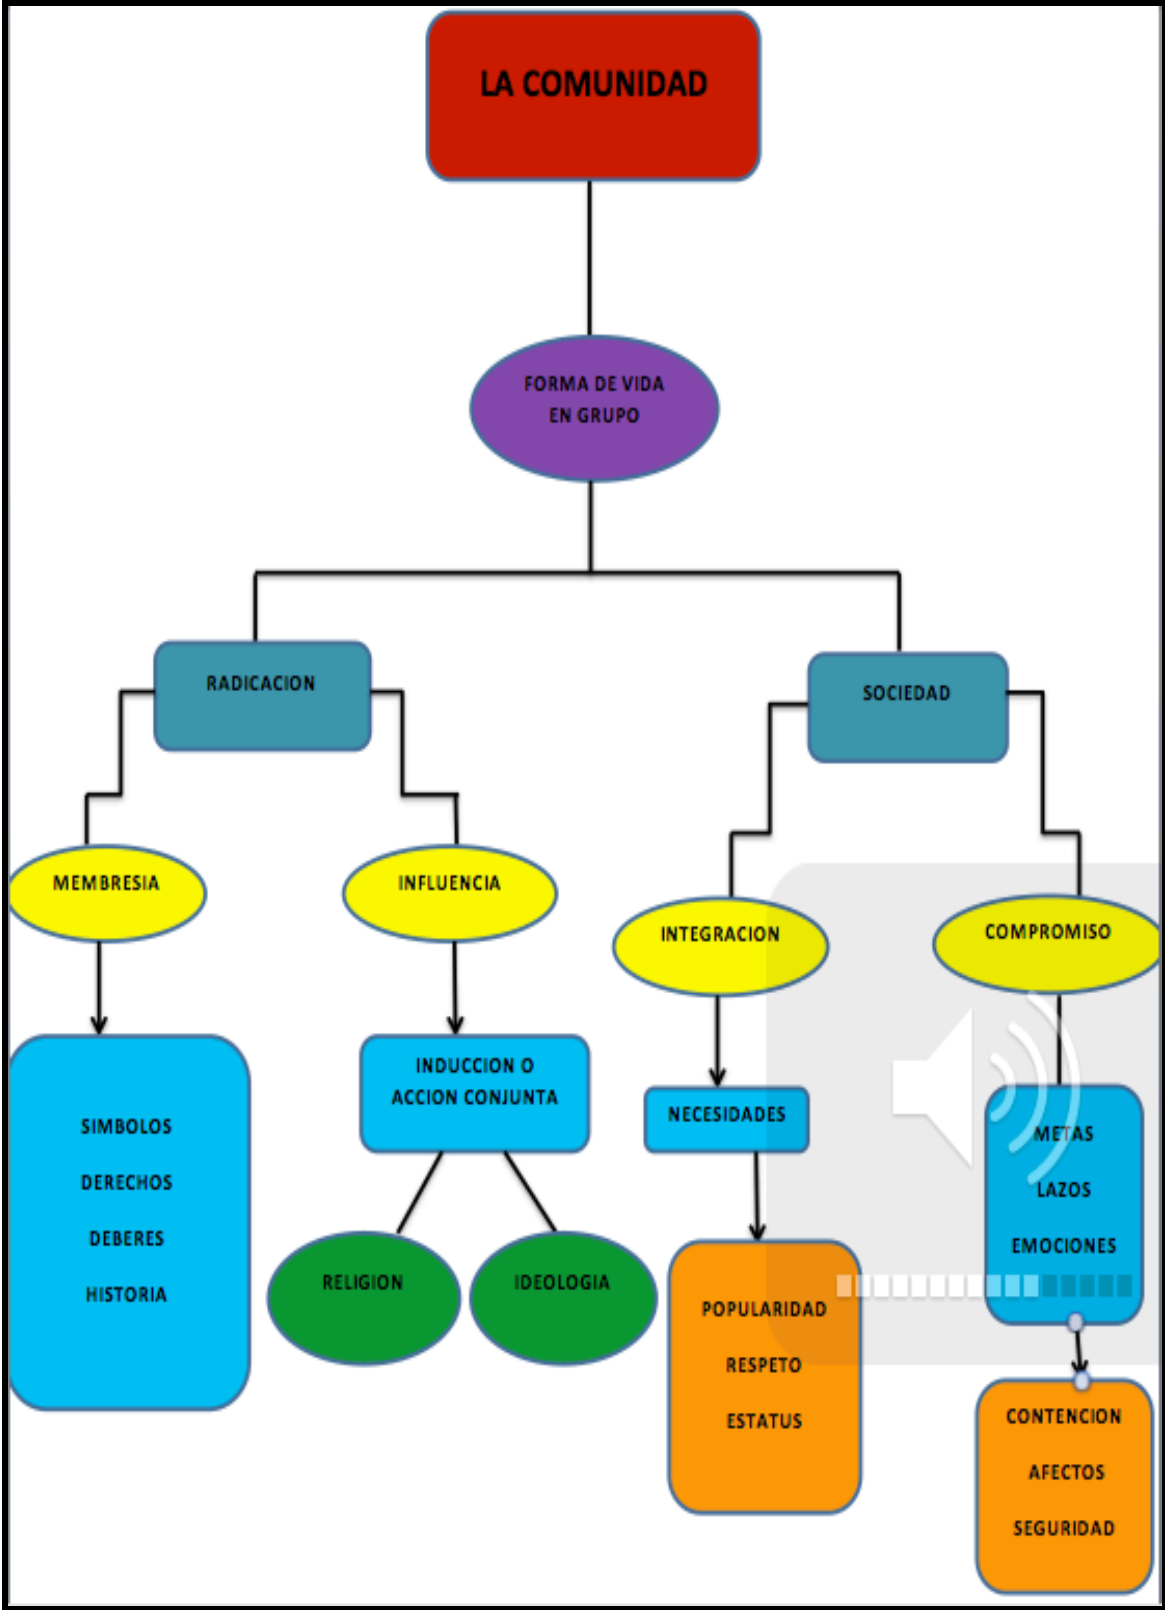 LA COMUNIDAD
FORMA DE VIDA
EN GRUPO
RADICACION
SOCIEDAD
MEMBRESIA
INFLUENCIA
INTEGRACION
COMPROMISO
SIMBOLOS
DERECHOS
DEBERES
HISTORIA
INDUCCION O
ACCION CONJUNTA
NECESIDADES
METAS
LAZOS
EMOCIONES
RELIGION
IDEOLOGIA
POPULARIDAD
RESPETO
ESTATUS
CONTENCION
AFECTOS
SEGURIDAD